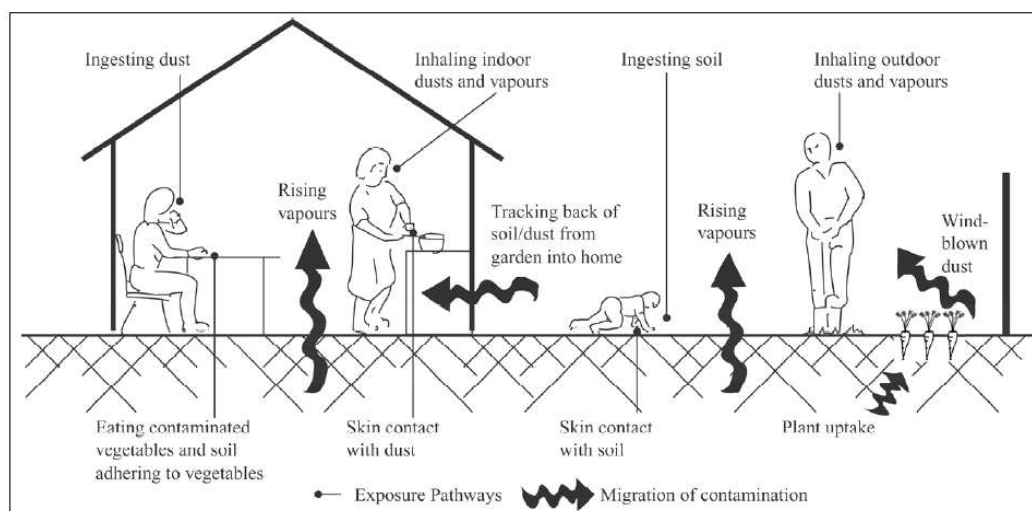 Ingesting dust
Inhaling indoor
dusts and vapours
Ingesting soil
Inhaling outdoor
dusts and vapours
Rising
vapours
Tracking back of
soil/dust from
garden into home
Rising
vapours
Wind-
blown
dust
Eating contaminated
vegetables and soil
adhering to vegetables
Skin contact
with dust
Skin contact
with soil
Plant uptake
Exposure Pathways
Migration of contamination